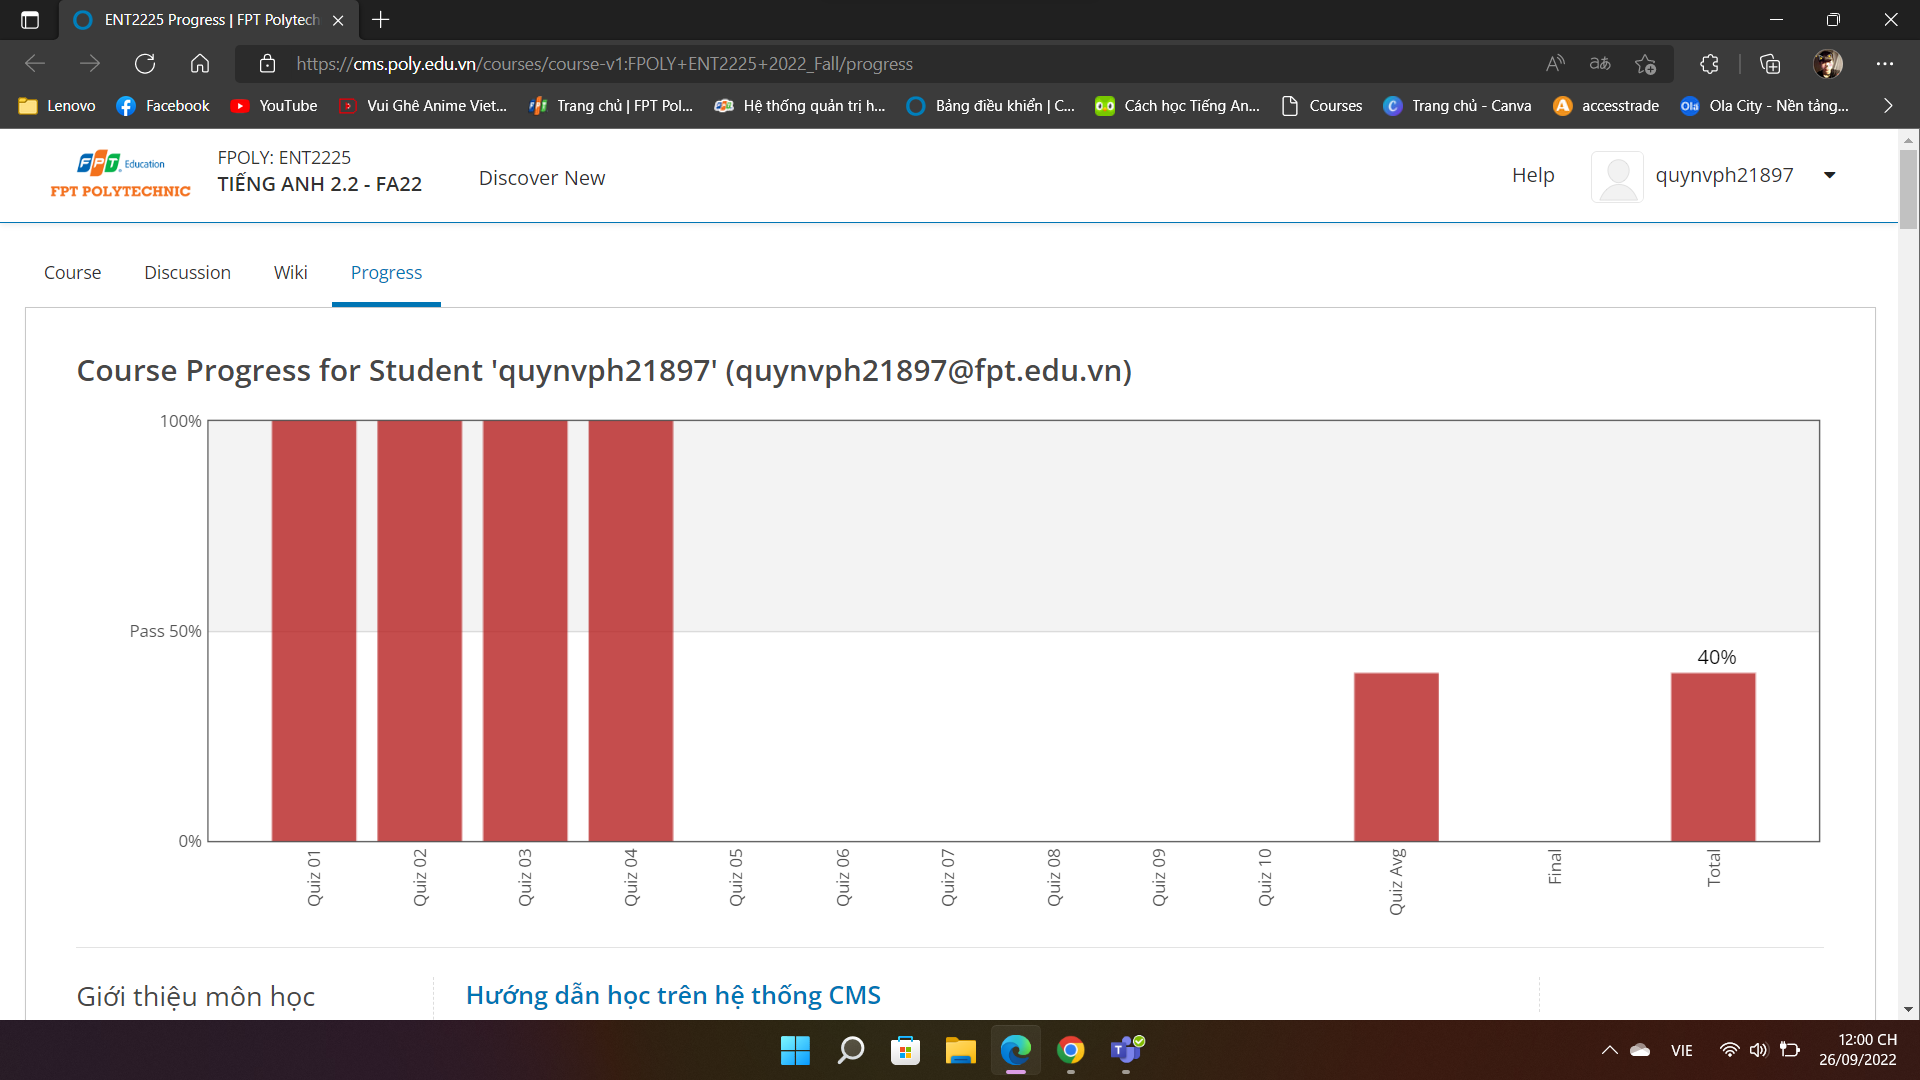 ENT2225 Progress | FPT Polytech
https://cms.poly.edu.vn/courses/course-v1:FPOLY+ENT2225+2022_Fall/progress
Lenovo Facebook YouTube Vui Ghê Anime Viet... Trang chủ | FPT Pol... Hệ thống quản trị h... Bảng điều khiển | C... Cách học Tiếng An... Courses Trang chủ - Canva accesstrade Ola City - Nền tảng...
FPT Education
FPT POLYTECHNIC
FPOLY: ENT2225
TIẾNG ANH 2.2 - FA22
Discover New
Help
quynvph21897
Course Discussion Wiki Progress
Course Progress for Student 'quynvph21897' (quynvph21897@fpt.edu.vn)
100%
Pass 50%
40%
0%
Quiz 01
Quiz 02
Quiz 03
Quiz 04
Quiz 05
Quiz 06
Quiz 07
Quiz 08
Quiz 09
Quiz 10
Quiz Avg
Final
Total
Giới thiệu môn học
Hướng dẫn học trên hệ thống CMS
VIE
12:00 CH
26/09/2022